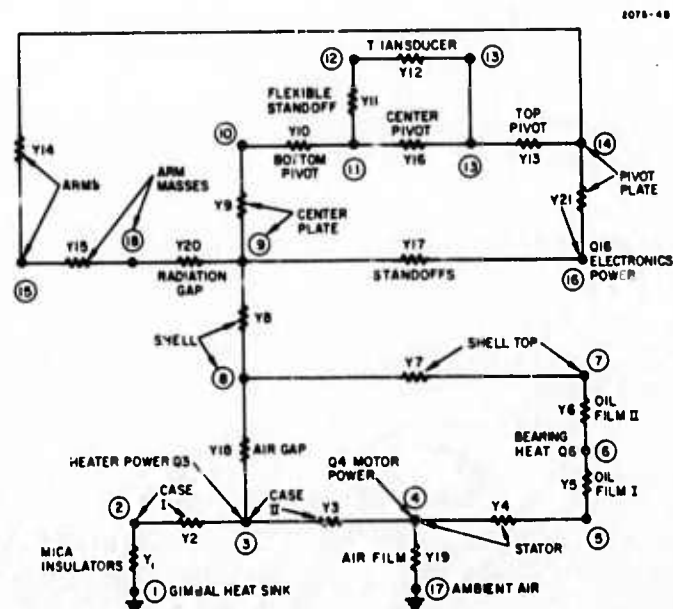 2075-4B
12
T IANSDUCER
13
Y12
FLEXIBLE
STANDOFF
Y11
CENTER
PIVOT
TOP
PIVOT
10
Y10
Y16
Y13
14
BOTTOM
PIVOT
11
13
Y14
ARMS
ARM
MASSES
Y9
CENTER
PLATE
PIVOT
PLATE
Y21
Y15
18
Y20
9
Y17
Q16
ELECTRONICS
POWER
15
RADIATION
GAP
STANDOFFS
16
Y8
SHELL
SHELL TOP
8
Y7
7
Y6
OIL
FILM II
Y18
AIR GAP
BEARING
HEAT Q6
6
HEATER POWER Q3
Q4 MOTOR
POWER
Y5
OIL
FILM I
2
CASE
I
CASE
II
Y3
4
Y4
Y2
3
5
MICA
INSULATORS
Y1
AIR FILM
Y19
STATOR
1
GIMBAL HEAT SINK
17
AMBIENT AIR